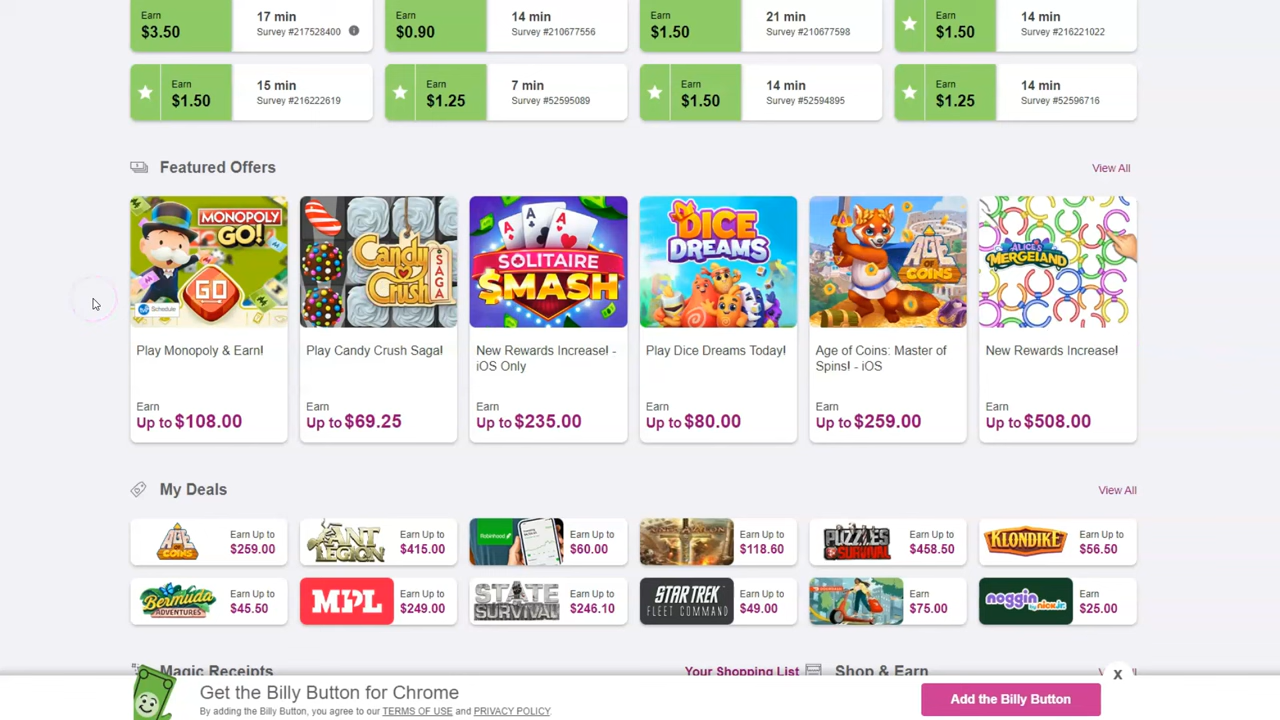 Earn
$3.50
17 min
Survey #217528400
Earn
$0.90
14 min
Survey #210677556
Earn
$1.50
21 min
Survey #210677598
Earn
$1.50
14 min
Survey #216221022
Earn
$1.50
15 min
Survey #216222619
Earn
$1.25
7 min
Survey #52595089
Earn
$1.50
14 min
Survey #52594895
Earn
$1.25
14 min
Survey #52596716
Featured Offers
View All
MONOPOLY
GO!
GO
Schedule
Play Monopoly & Earn!
Earn
Up to $108.00
Candy
Crush
SAGA
Play Candy Crush Saga!
Earn
Up to $69.25
A A A
SOLITAIRE
$MASH
New Rewards Increase! -
iOS Only
Earn
Up to $235.00
DICE
DREAMS
Play Dice Dreams Today!
Earn
Up to $80.00
AGE
OF
COINS
Age of Coins: Master of
Spins! - iOS
Earn
Up to $259.00
ALICE'S
MERGELAND
New Rewards Increase!
Earn
Up to $508.00
My Deals
View All
AGE
OF
COINS
Earn Up to
$259.00
ANT
LEGION
Earn Up to
$415.00
Robinhood
Earn Up to
$60.00
Earn Up to
$118.60
PUZZLES
SURVIVAL
Earn Up to
$458.50
KLONDIKE
Earn Up to
$56.50
Bermuda
ADVENTURES
Earn Up to
$45.50
MPL
Earn Up to
$249.00
STATE
SURVIVAL
Earn Up to
$246.10
STAR TREK
FLEET COMMAND
Earn Up to
$49.00
Earn
$75.00
noggin
by nick jr.
Earn
$25.00
Magic Receipts
Your Shopping List
Shop & Earn
X
Get the Billy Button for Chrome
By adding the Billy Button, you agree to our TERMS OF USE and PRIVACY POLICY.
Add the Billy Button